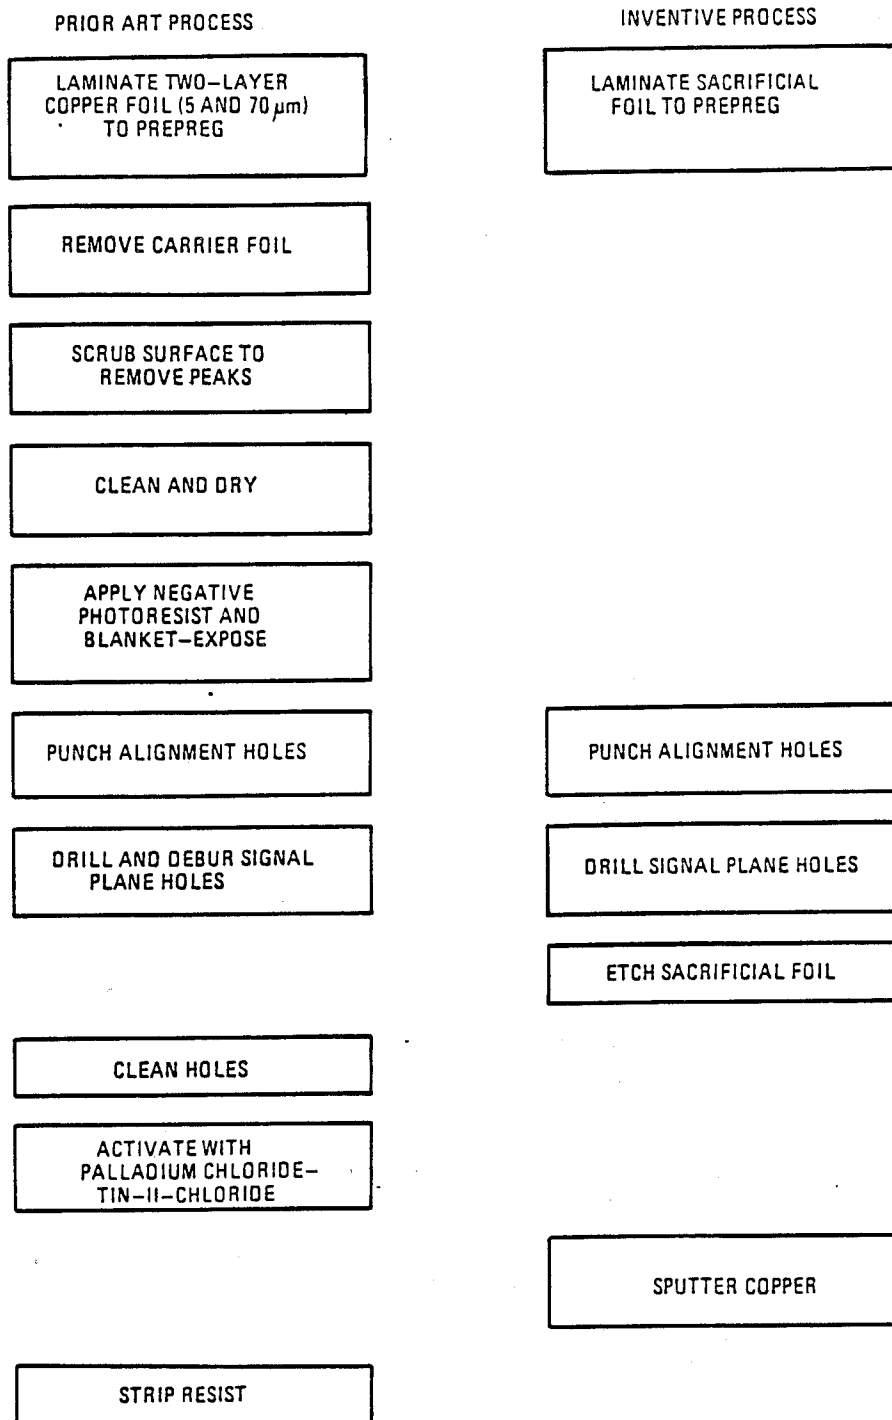 PRIOR ART PROCESS
LAMINATE TWO–LAYER
COPPER FOIL (5 AND 70 µm)
TO PREPREG
REMOVE CARRIER FOIL
SCRUB SURFACE TO
REMOVE PEAKS
CLEAN AND DRY
APPLY NEGATIVE
PHOTORESIST AND
BLANKET–EXPOSE
PUNCH ALIGNMENT HOLES
DRILL AND DEBUR SIGNAL
PLANE HOLES
CLEAN HOLES
ACTIVATE WITH
PALLADIUM CHLORIDE–
TIN–II–CHLORIDE
STRIP RESIST
INVENTIVE PROCESS
LAMINATE SACRIFICIAL
FOIL TO PREPREG
PUNCH ALIGNMENT HOLES
DRILL SIGNAL PLANE HOLES
ETCH SACRIFICIAL FOIL
SPUTTER COPPER